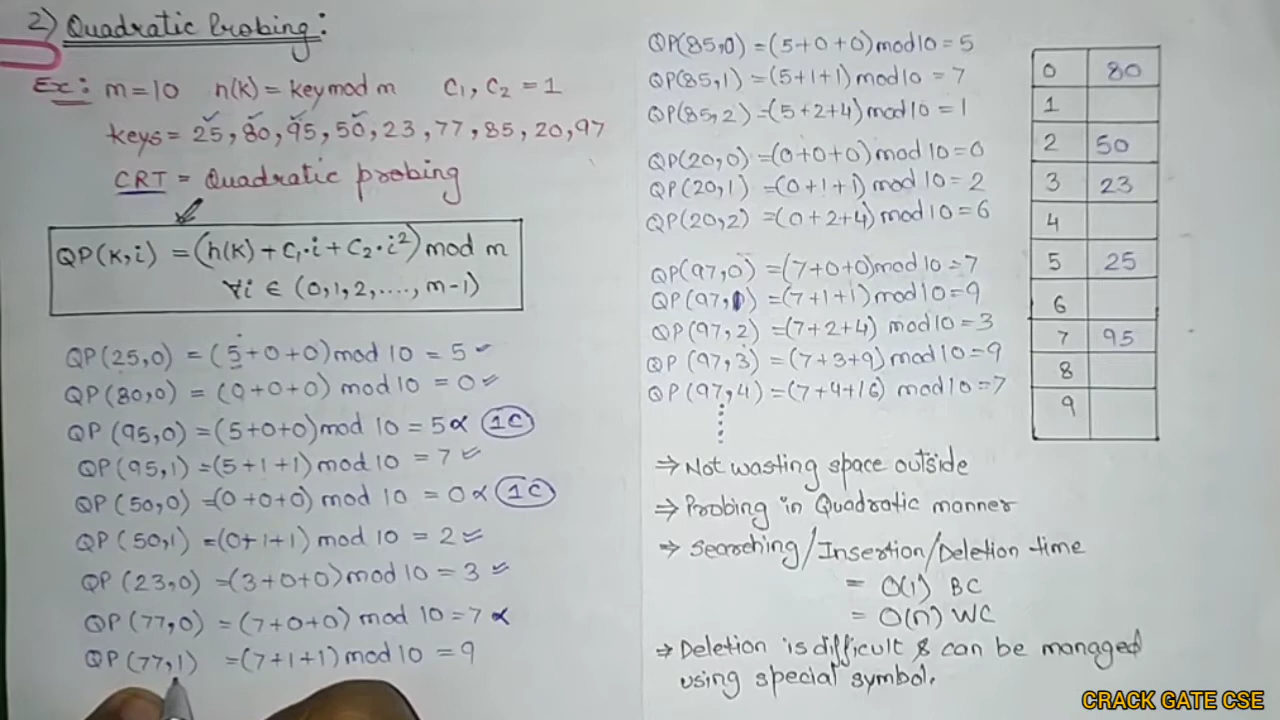 2) Quadratic Probing:
Ex: m=10 h(k) = key mod m C₁, C₂ = 1
keys = 25, 80, 95, 50, 23, 77, 85, 20, 97
CRT = Quadratic probing
QP(K,i) = (h(K) + C₁·i + C₂·i²) mod m
∀i ∈ (0,1,2,....,m-1)
QP(25,0) = (5+0+0) mod 10 = 5 ✓
QP(80,0) = (0+0+0) mod 10 = 0 ✓
QP(95,0) = (5+0+0) mod 10 = 5 × 1C
QP(95,1) = (5+1+1) mod 10 = 7 ✓
QP(50,0) = (0+0+0) mod 10 = 0 × 1C
QP(50,1) = (0+1+1) mod 10 = 2 ✓
QP(23,0) = (3+0+0) mod 10 = 3 ✓
QP(77,0) = (7+0+0) mod 10 = 7 ×
QP(77,1) = (7+1+1) mod 10 = 9
QP(85,0) = (5+0+0) mod 10 = 5
QP(85,1) = (5+1+1) mod 10 = 7
QP(85,2) = (5+2+4) mod 10 = 1
QP(20,0) = (0+0+0) mod 10 = 0
QP(20,1) = (0+1+1) mod 10 = 2
QP(20,2) = (0+2+4) mod 10 = 6
QP(97,0) = (7+0+0) mod 10 = 7
QP(97,1) = (7+1+1) mod 10 = 9
QP(97,2) = (7+2+4) mod 10 = 3
QP(97,3) = (7+3+9) mod 10 = 9
QP(97,4) = (7+4+16) mod 10 = 7
⇒ Not wasting space outside
⇒ Probing in Quadratic manner
⇒ Searching/Insertion/Deletion time
= O(1) BC
= O(n) WC
⇒ Deletion is difficult & can be managed
using special symbol.
0 80
1
2 50
3 23
4
5 25
6
7 95
8
9
CRACK GATE CSE